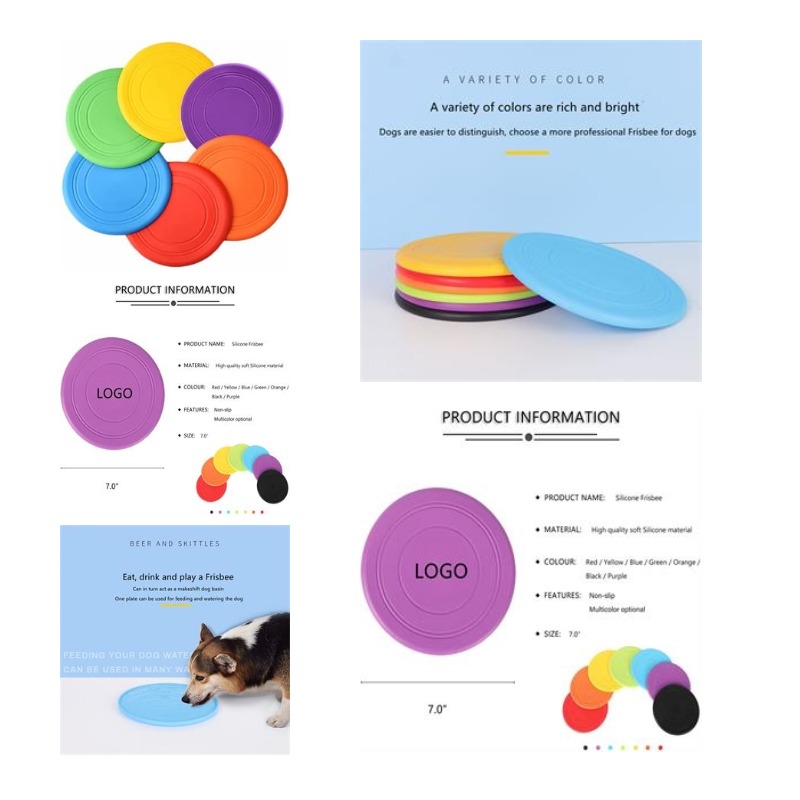 A VARIETY OF COLOR
A variety of colors are rich and bright
Dogs are easier to distinguish, choose a more professional Frisbee for dogs
PRODUCT INFORMATION
LOGO
PRODUCT NAME: Silicone Frisbee
MATERIAL: High quality soft Silicone material
COLOUR: Red / Yellow / Blue / Green / Orange /
Black / Purple
FEATURES: Non-slip
Multicolor optional
SIZE: 7.0"
7.0"
BEER AND SKITTLES
Eat, drink and play a Frisbee
Can in turn act as a makeshift dog basin
One plate can be used for feeding and watering the dog
FEEDING YOUR DOG WATE
CAN BE USED IN MANY WA
PRODUCT INFORMATION
LOGO
PRODUCT NAME: Silicone Frisbee
MATERIAL: High quality soft Silicone material
COLOUR: Red / Yellow / Blue / Green / Orange /
Black / Purple
FEATURES: Non-slip
Multicolor optional
SIZE: 7.0"
7.0"